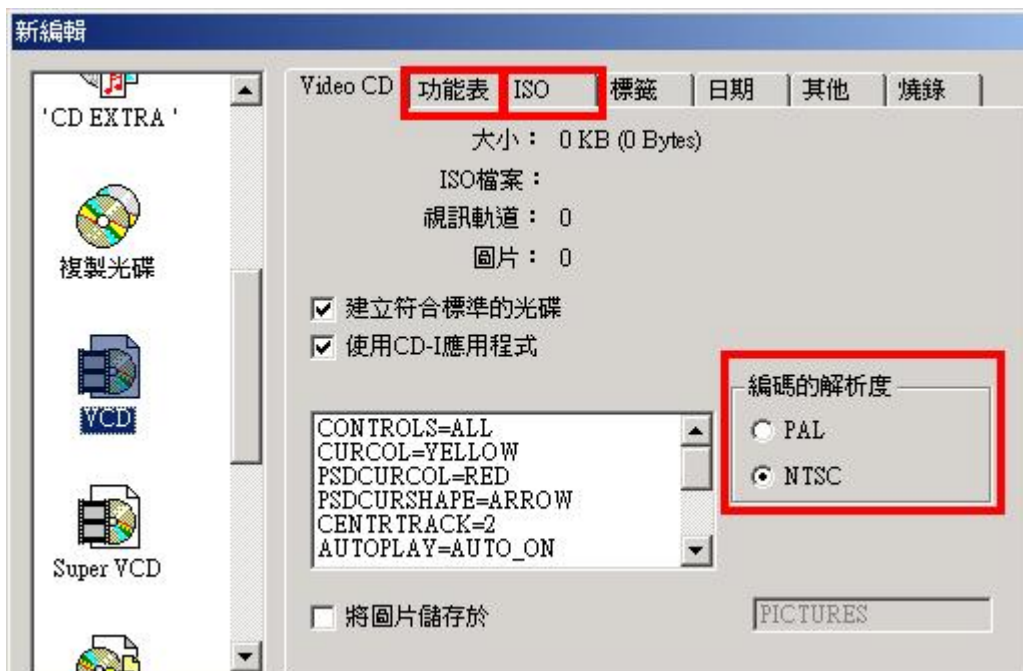 新編輯
'CD EXTRA '
複製光碟
VCD
Super VCD
Video CD 功能表 ISO 標籤 日期 其他 燒錄
大小： 0 KB (0 Bytes)
ISO檔案：
視訊軌道： 0
圖片： 0
建立符合標準的光碟
使用CD-I應用程式
CONTROLS=ALL
CURCOL=YELLOW
PSDCURCOL=RED
PSDCURSHAPE=ARROW
CENTRTRACK=2
AUTOPLAY=AUTO_ON
編碼的解析度
PAL
NTSC
將圖片儲存於
PICTURES